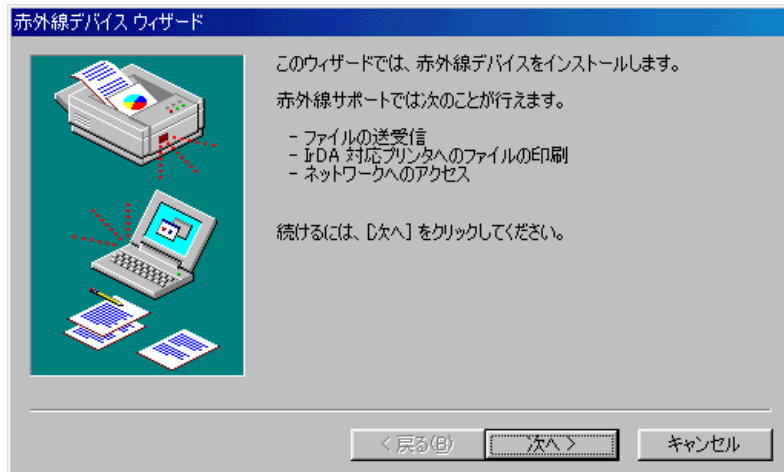 赤外線デバイス ウィザード
このウィザードでは、赤外線デバイスをインストールします。
赤外線サポートでは次のことが行えます。
- ファイルの送受信
- IrDA 対応プリンタへのファイルの印刷
- ネットワークへのアクセス
続けるには、[次へ] をクリックしてください。
< 戻る(B) 次へ > キャンセル